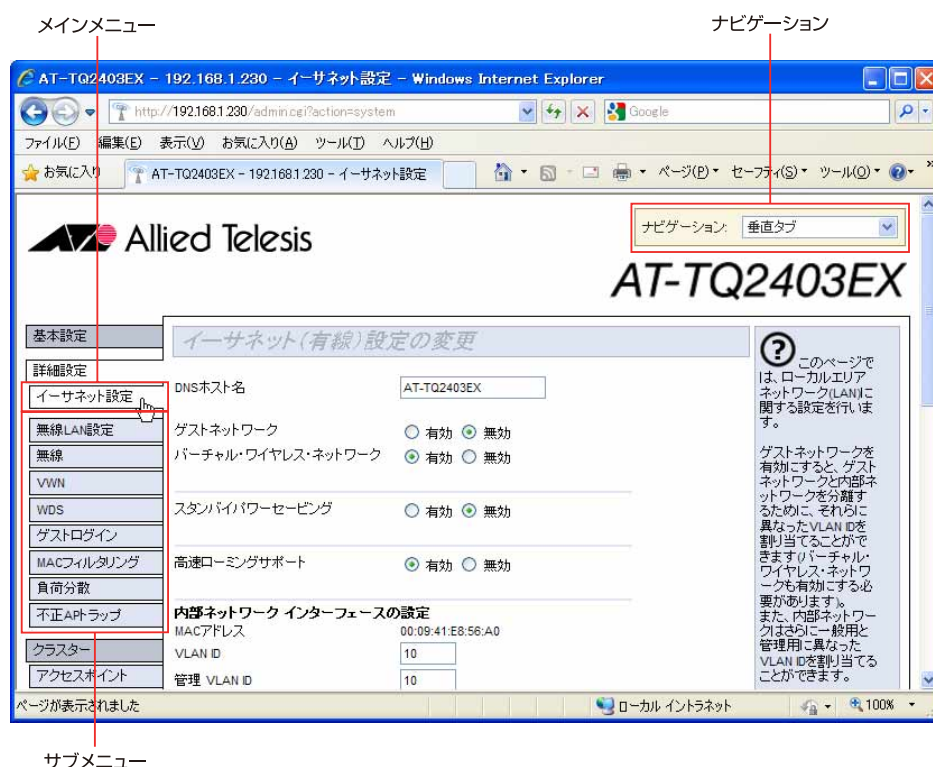 メインメニュー
ナビゲーション
AT-TQ2403EX - 192.168.1.230 - イーサネット設定 - Windows Internet Explorer
http://192.168.1.230/admin.cgi?action=system
Google
ファイル(F) 編集(E) 表示(V) お気に入り(A) ツール(T) ヘルプ(H)
お気に入り
AT-TQ2403EX - 192.168.1.230 - イーサネット設定
ページ(P) セーフティ(S) ツール(O)
Allied Telesis
ナビゲーション: 垂直タブ
AT-TQ2403EX
基本設定
詳細設定
イーサネット設定
無線LAN設定
無線
VWN
WDS
ゲストログイン
MACフィルタリング
負荷分散
不正APトラップ
クラスター
アクセスポイント
イーサネット(有線)設定の変更
DNSホスト名 AT-TQ2403EX
ゲストネットワーク 有効 無効
バーチャル・ワイヤレス・ネットワーク 有効 無効
スタンバイパワーセービング 有効 無効
高速ローミングサポート 有効 無効
内部ネットワーク インターフェースの設定
MACアドレス 00:09:41:E8:56:A0
VLAN ID 10
管理 VLAN ID 10
このページで
は、ローカルエリア
ネットワーク(LAN)に
関する設定を行いま
す。
ゲストネットワークを
有効にすると、ゲスト
ネットワークと内部ネ
ットワークを分離す
るために、それらに
異なったVLAN IDを
割り当てることがで
きます(バーチャル・
ワイヤレス・ネットワ
ークも有効にする必
要があります)。
また、内部ネットワー
クはさらに一般用と
管理用に異なった
VLAN IDを割り当てる
ことができます。
ページが表示されました
ローカル イントラネット
100%
サブメニュー